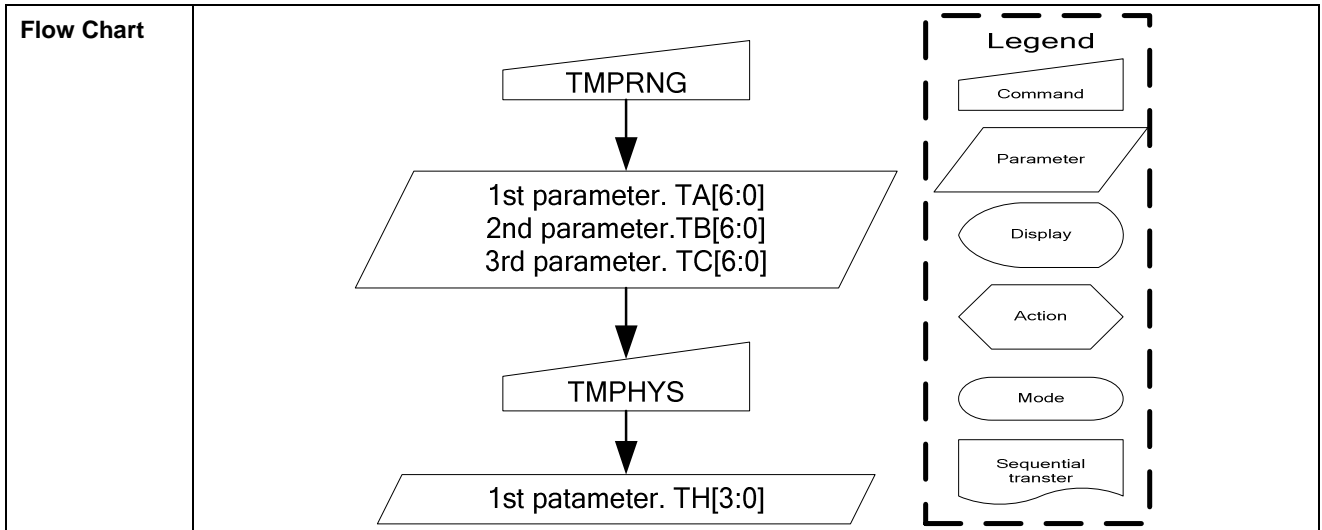 Flow Chart
TMPRNG
1st parameter. TA[6:0]
2nd parameter.TB[6:0]
3rd parameter. TC[6:0]
TMPHYS
1st patameter. TH[3:0]
Legend
Command
Parameter
Display
Action
Mode
Sequential
transter